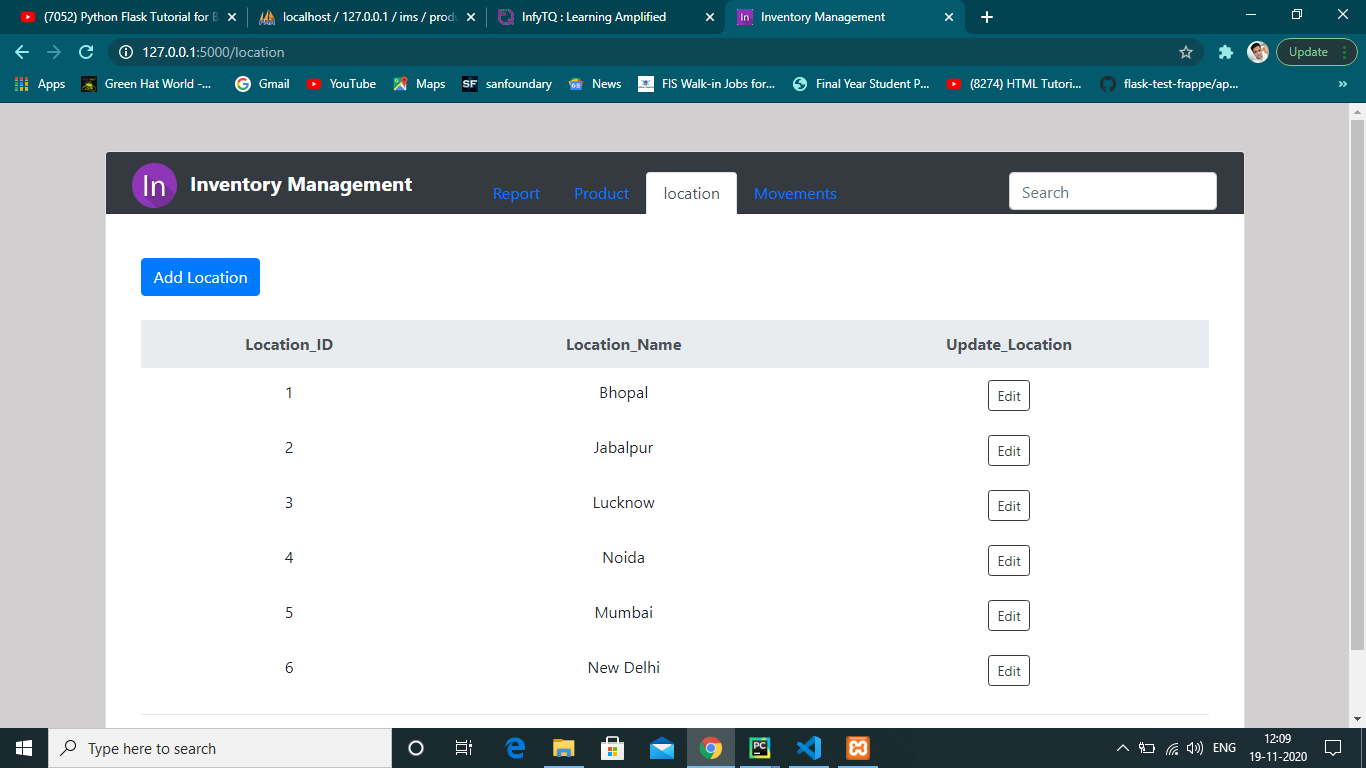 (7052) Python Flask Tutorial for B
localhost / 127.0.0.1 / ims / produ
InfyTQ : Learning Amplified
In Inventory Management
127.0.0.1:5000/location
Update
Apps
Green Hat World -...
Gmail
YouTube
Maps
SF sanfoundary
News
FIS Walk-in Jobs for...
Final Year Student P...
(8274) HTML Tutori...
flask-test-frappe/ap...
»
In Inventory Management
Report
Product
location
Movements
Search
Add Location
Location_ID Location_Name Update_Location
1 Bhopal Edit
2 Jabalpur Edit
3 Lucknow Edit
4 Noida Edit
5 Mumbai Edit
6 New Delhi Edit
Type here to search
PC
ENG
12:09
19-11-2020